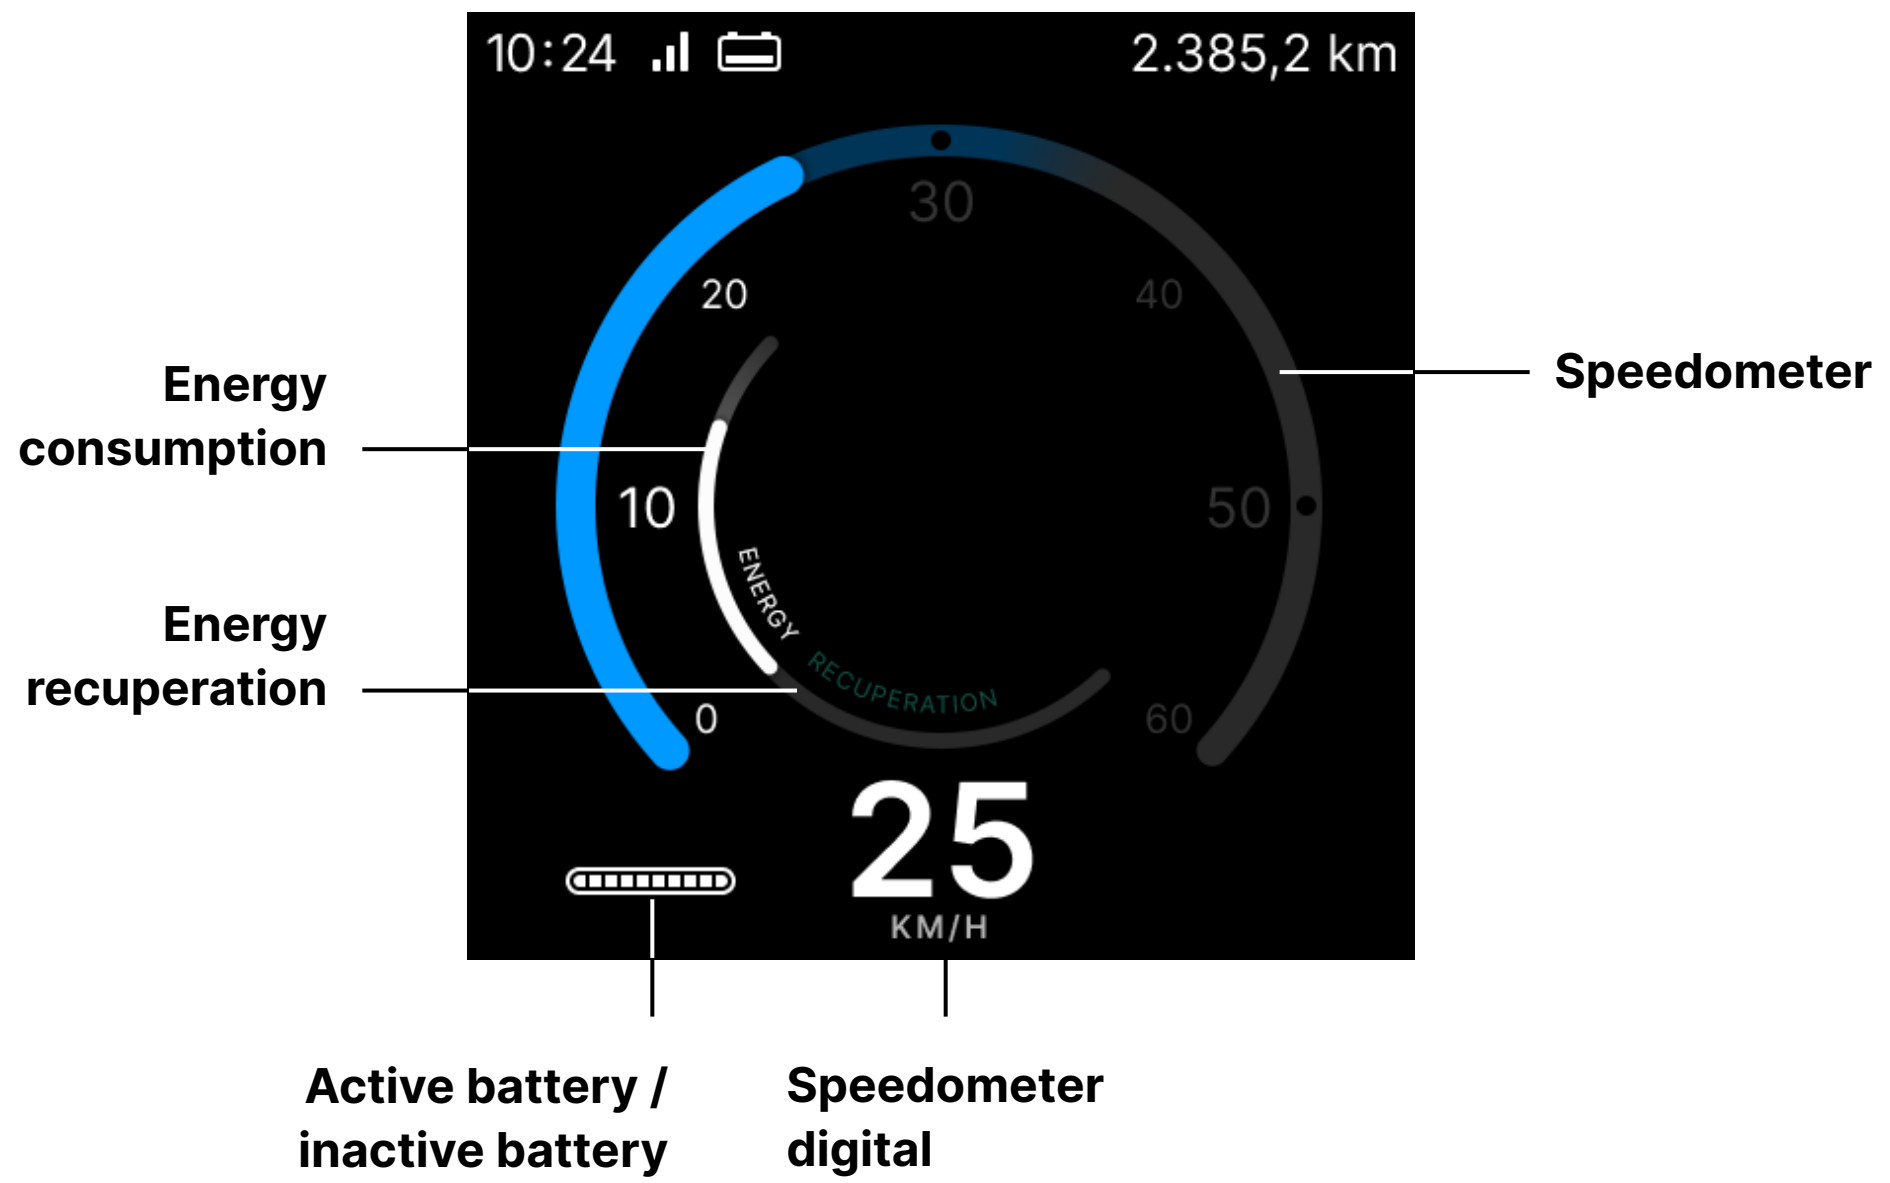 10:24
2.385,2 km
30
20
40
Energy
consumption
Speedometer
10
50
ENERGY
Energy
recuperation
RECUPERATION
0
60
25
KM/H
Active battery /
inactive battery
Speedometer
digital